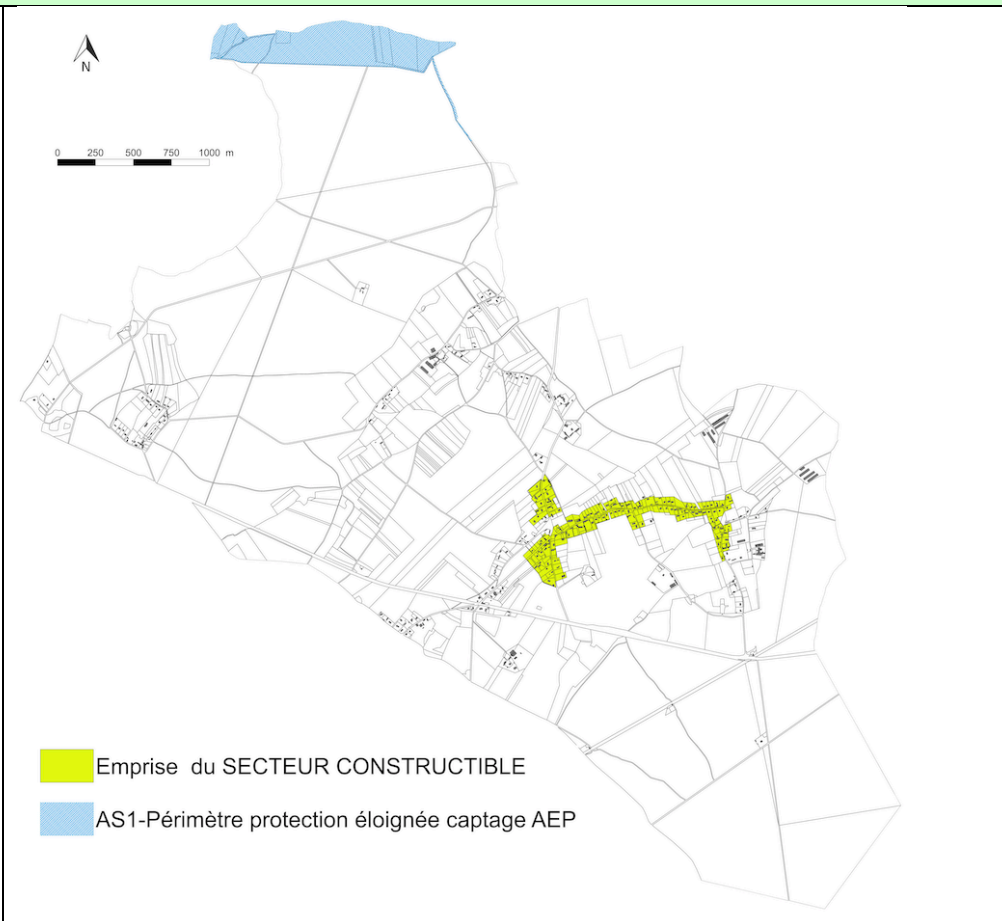 N
0 250 500 750 1000 m
Emprise du SECTEUR CONSTRUCTIBLE
AS1-Périmètre protection éloignée captage AEP